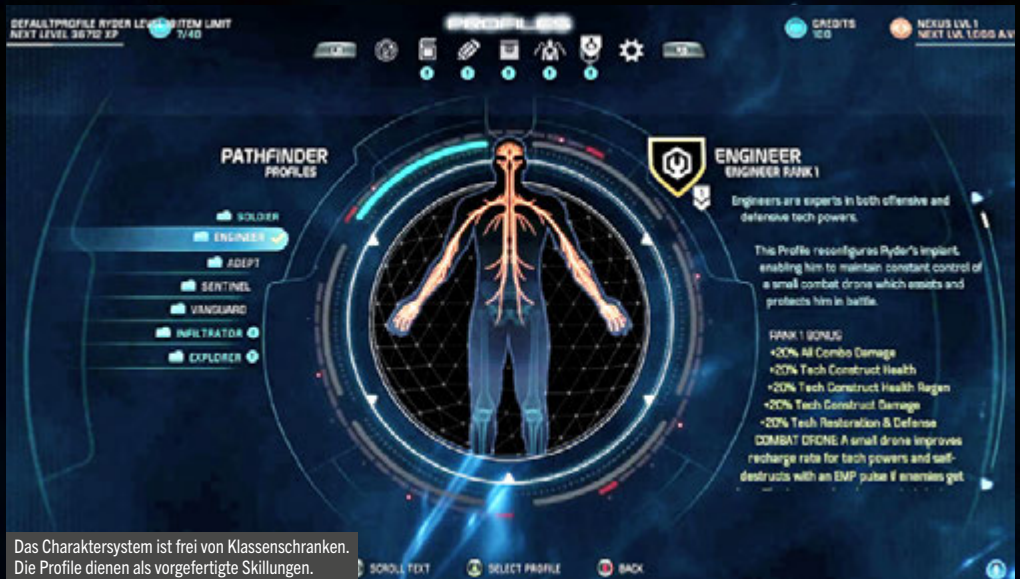 DEFAULTPROFILE RYDER
ITEM LIMIT
NEXT LEVEL 36712 XP
7/40
PROFILES
CREDITS
100
NEXUS LVL 1
PATHFINDER
PROFILES
SOLDIER
ENGINEER
ADEPT
SENTINEL
VANGUARD
INFILTRATOR
EXPLORER
ENGINEER
ENGINEER RANK 1
Engineers are experts in both offensive and
defensive tech powers.
This Profile reconfigures Ryder's implant,
enabling him to maintain constant control of
a small combat drone which assists and
protects him in battle.
RANK 1 BONUS
+20% All Combo Damage
+20% Tech Construct Health
+20% Tech Construct Health Regen
+20% Tech Construct Damage
+20% Tech Restoration & Defense
COMBAT DRONE: A small drone improves
recharge rate for tech powers and self-
destructs with an EMP pulse if enemies get
Das Charaktersystem ist frei von Klassenschranken.
Die Profile dienen als vorgefertigte Skillungen.
SCROLL TEXT
SELECT PROFILE
BACK